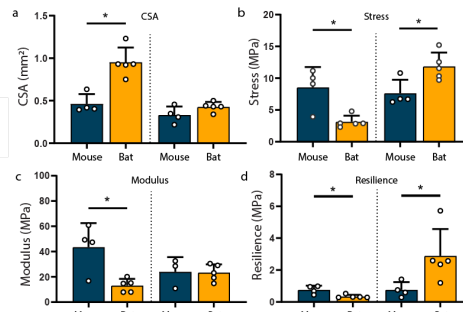 a
CSA
CSA (mm²)
1.5
1.0
0.5
0.0
*
Mouse
Bat
Mouse
Bat
b
Stress
Stress (MPa)
20
15
10
5
0
*
*
Mouse
Bat
Mouse
Bat
c
Modulus
Modulus (MPa)
100
80
60
40
20
0
*
d
Resilience
Resilience (MPa)
8
6
4
2
0
*
*